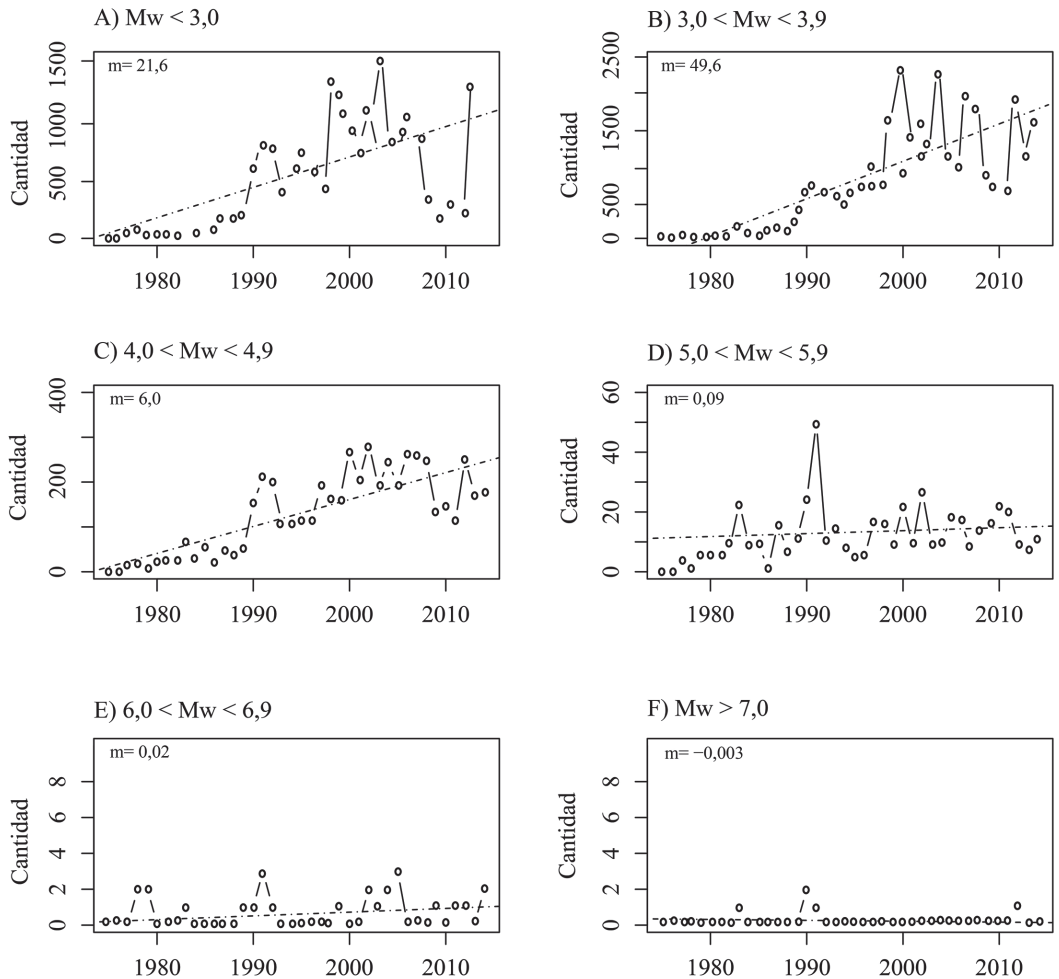 A) Mw < 3,0
m= 21,6
Cantidad
1500
1000
500
0
1980
1990
2000
2010
B) 3,0 < Mw < 3,9
m= 49,6
Cantidad
2500
1500
500
0
1980
1990
2000
2010
C) 4,0 < Mw < 4,9
m= 6,0
Cantidad
400
200
0
1980
1990
2000
2010
D) 5,0 < Mw < 5,9
m= 0,09
Cantidad
60
40
20
0
1980
1990
2000
2010
E) 6,0 < Mw < 6,9
m= 0,02
Cantidad
8
6
4
2
0
1980
1990
2000
2010
F) Mw > 7,0
m= −0,003
Cantidad
8
6
4
2
0
1980
1990
2000
2010